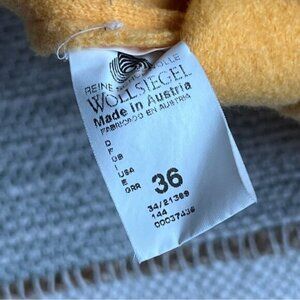 REINE SCHURWOLLE
WOLLSIEGEL
Made in Austria
FABRICADO EN AUSTRIA
D
F
GB
I
USA
E
GRR
36
34/21369
144
00037436